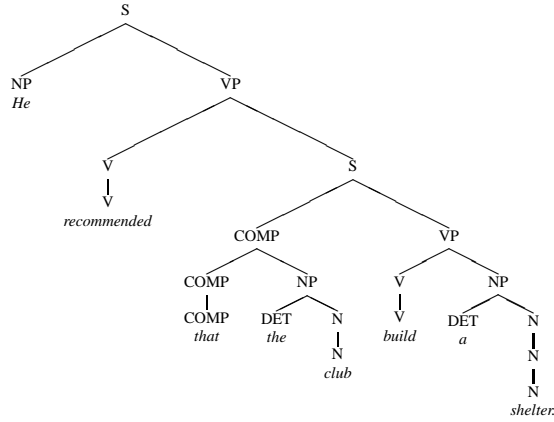 S
NP VP
He
V S
V
recommended
COMP VP
COMP NP V NP
COMP DET N V DET N
that the build a
N N
club
N
shelter.